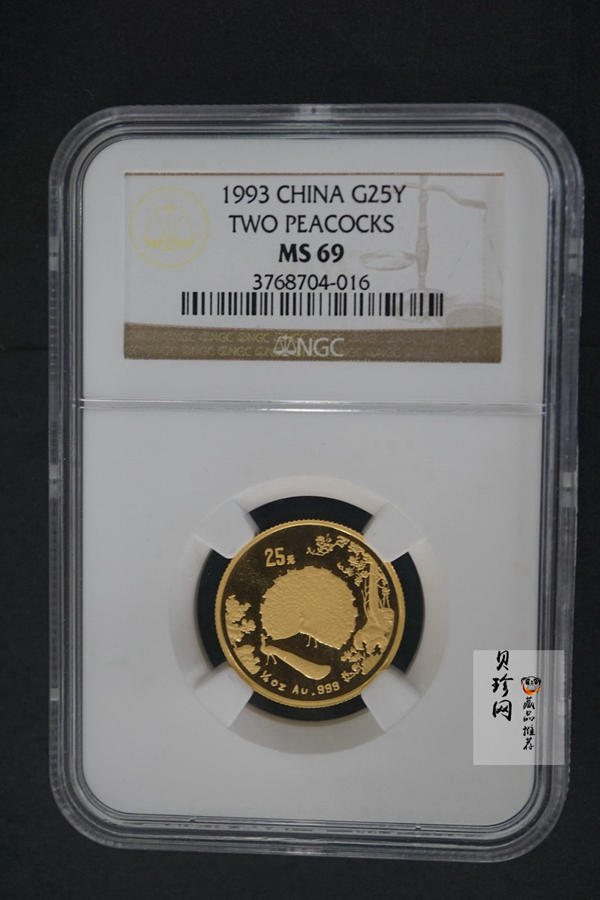 1993 CHINA G25Y
TWO PEACOCKS
MS 69
3768704-016
NGC
25元
¼oz Au .999
贝珍网
藏品推荐